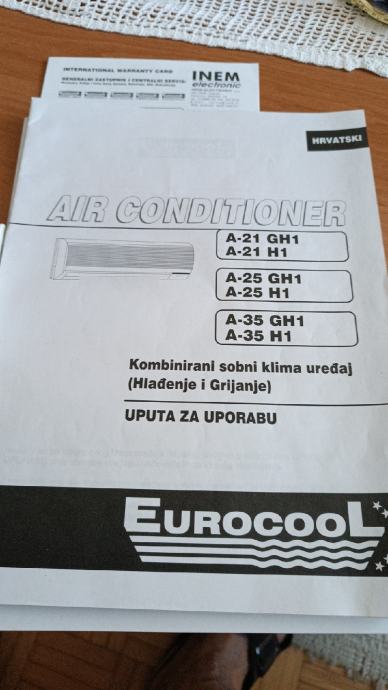 INTERNATIONAL WARRANTY CARD
GENERALNI ZASTUPNIK I CENTRALNI SERVIS:
INEM
electronic
HRVATSKI
AIR CONDITIONER
A-21 GH1
A-21 H1
A-25 GH1
A-25 H1
A-35 GH1
A-35 H1
Kombinirani sobni klima uređaj
(Hlađenje i Grijanje)
UPUTA ZA UPORABU
EUROCOOL